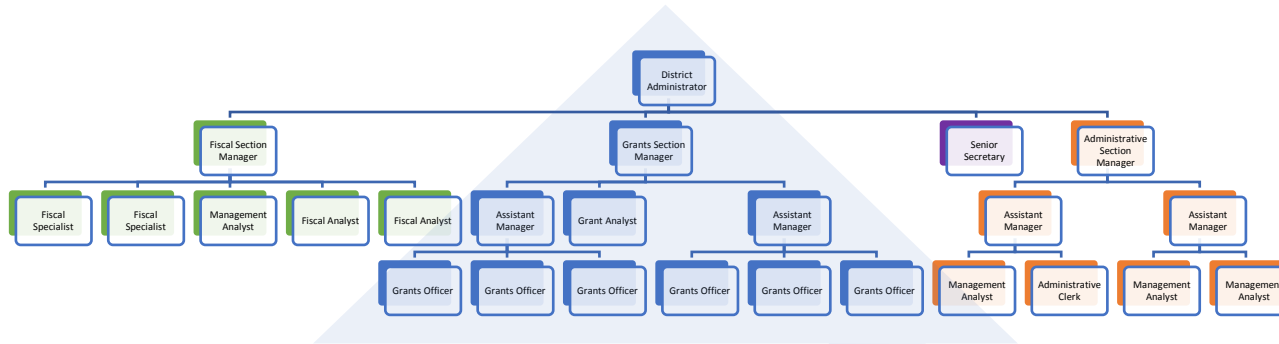 District
Administrator
Fiscal Section
Manager
Grants Section
Manager
Senior
Secretary
Administrative
Section
Manager
Fiscal
Specialist
Fiscal
Specialist
Management
Analyst
Fiscal Analyst
Fiscal Analyst
Assistant
Manager
Grant Analyst
Assistant
Manager
Assistant
Manager
Assistant
Manager
Grants Officer
Grants Officer
Grants Officer
Grants Officer
Grants Officer
Grants Officer
Management
Analyst
Administrative
Clerk
Management
Analyst
Management
Analyst